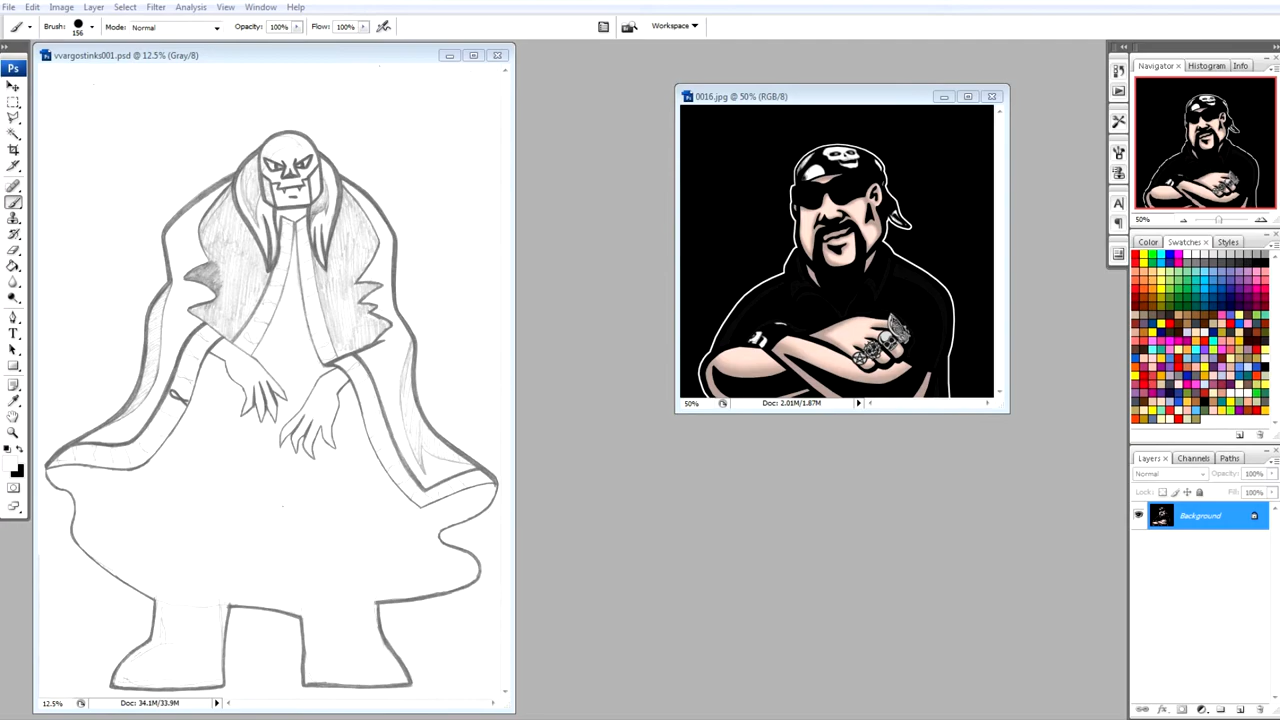 File Edit Image Layer Select Filter Analysis View Window Help
Brush: 156 Mode: Normal Opacity: 100% Flow: 100% Workspace
Ps
vvargostinks001.psd @ 12.5% (Gray/8)
12.5% Doc: 34.1M/33.9M
0016.jpg @ 50% (RGB/8)
50% Doc: 2.01M/1.87M
Navigator Histogram Info
50%
Color Swatches Styles
Layers Channels Paths
Normal Opacity: 100%
Lock: Fill: 100%
Background